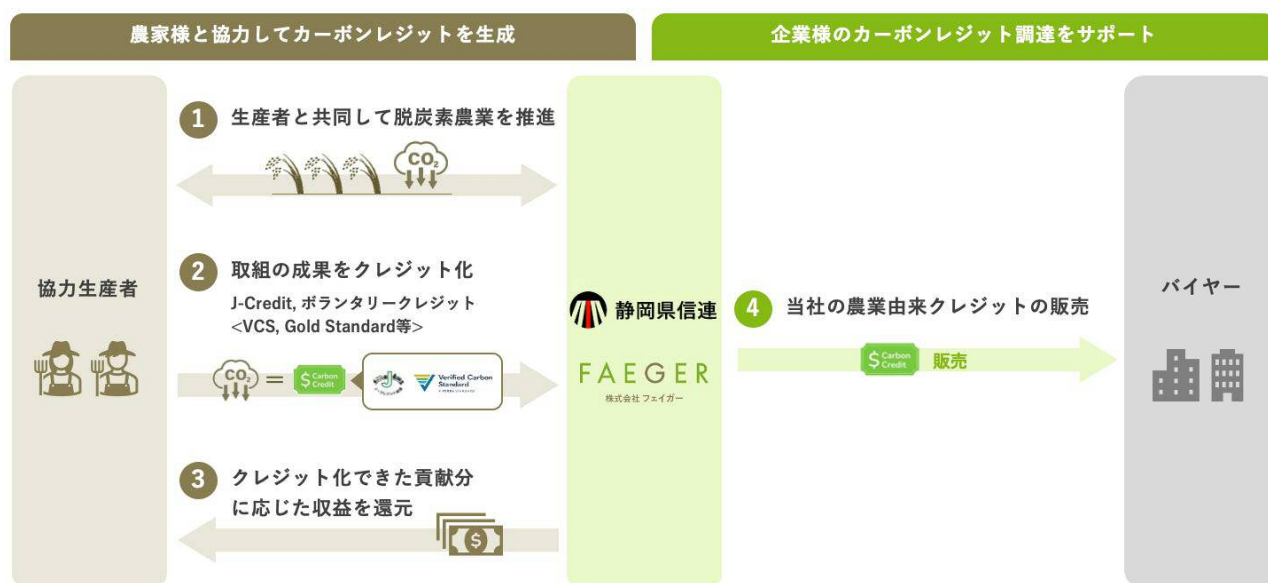 農家様と協力してカーボンレジットを生成
企業様のカーボンレジット調達をサポート
1 生産者と共同して脱炭素農業を推進
CO₂
2 取組の成果をクレジット化
J-Credit, ボランタリークレジット
<VCS, Gold Standard等>
CO₂ = $ Carbon Credit
Verified Carbon
Standard
3 クレジット化できた貢献分
に応じた収益を還元
$
協力生産者
静岡県信連
FAEGER
株式会社 フェイガー
4 当社の農業由来クレジットの販売
$ Carbon Credit 販売
バイヤー